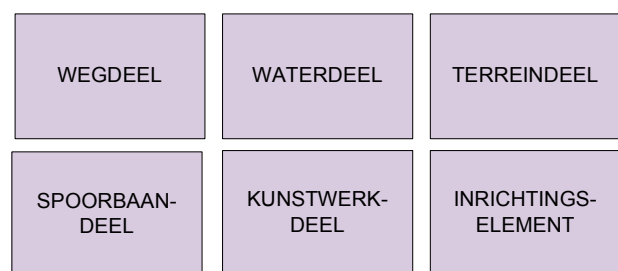 WEGDEEL
WATERDEEL
TERREINDEEL
SPOORBAAN-
DEEL
KUNSTWERK-
DEEL
INRICHTINGS-
ELEMENT